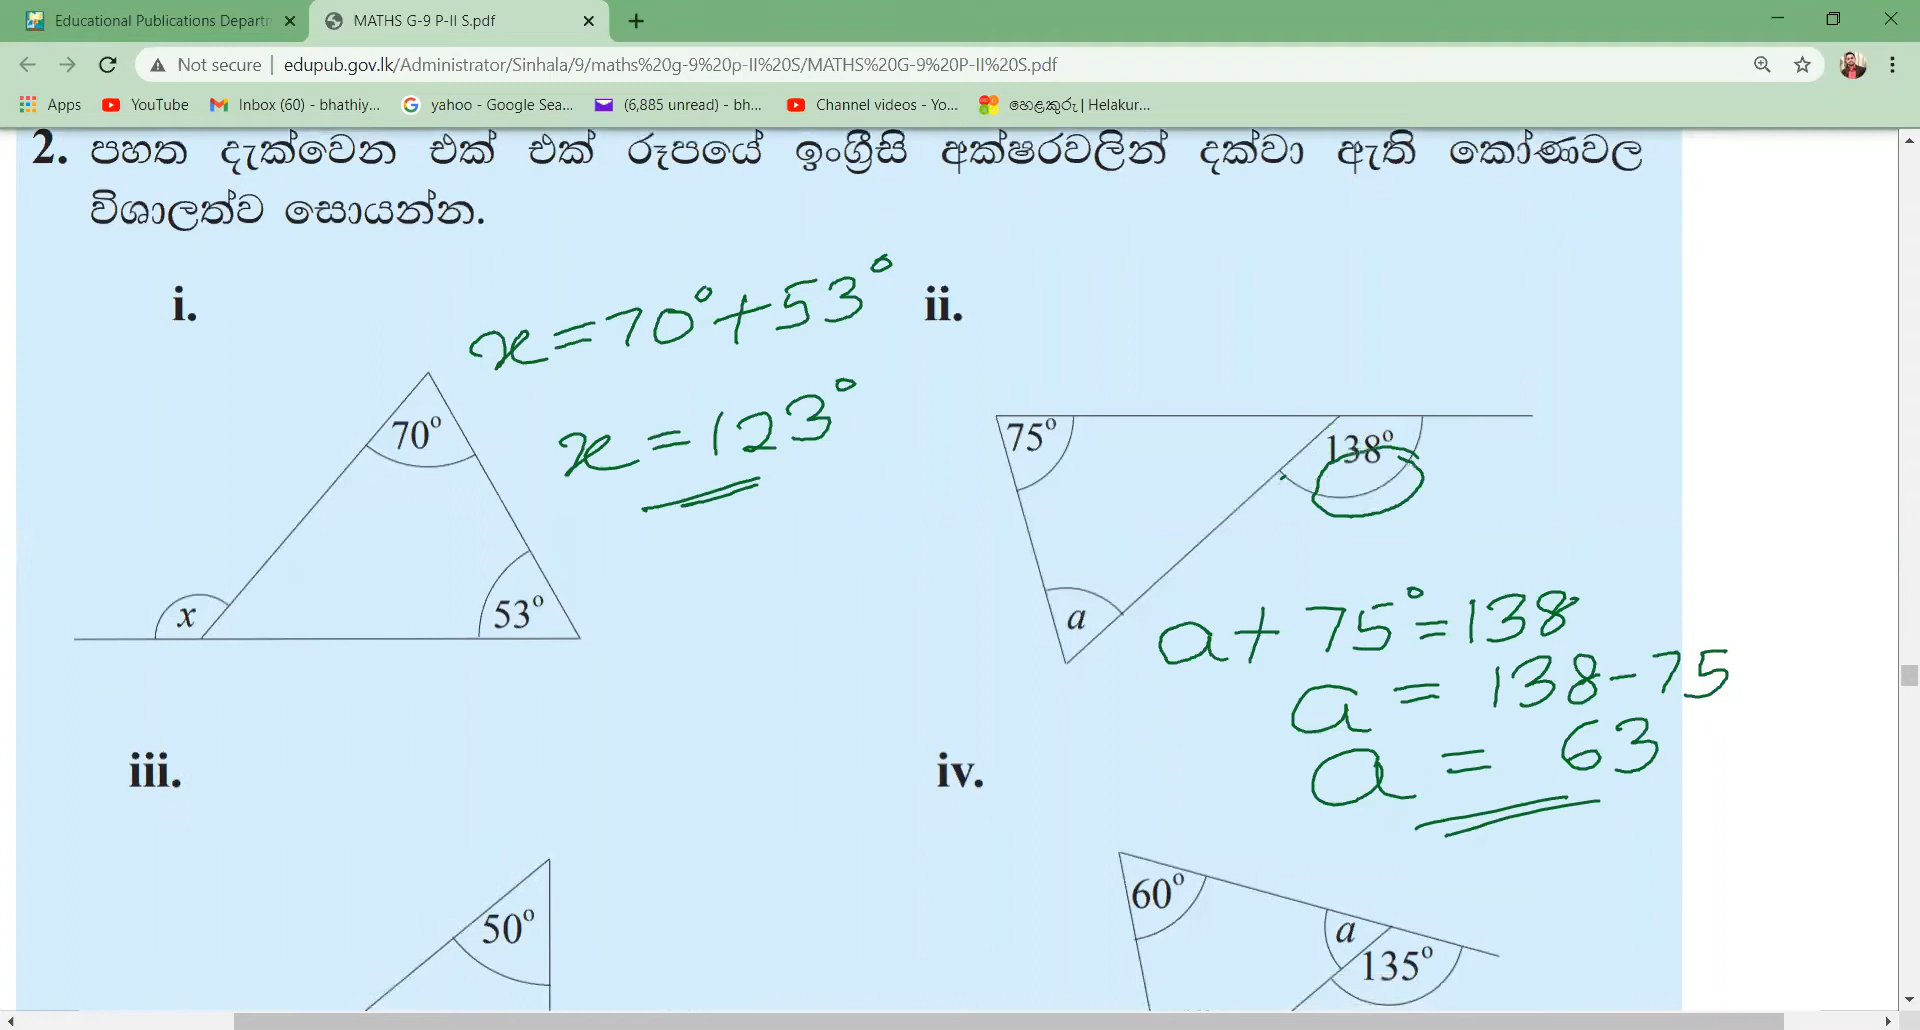 Educational Publications Departm
MATHS G-9 P-II S.pdf
Not secure | edupub.gov.lk/Administrator/Sinhala/9/maths%20g-9%20p-II%20S/MATHS%20G-9%20P-II%20S.pdf
Apps YouTube Inbox (60) - bhathiy... yahoo - Google Sea... (6,885 unread) - bh... Channel videos - Yo... හෙළකුරු | Helakur...
2. පහත දැක්වෙන එක් එක් රූපයේ ඉංග්‍රීසි අක්ෂරවලින් දක්වා ඇති කෝණවල
විශාලත්ව සොයන්න.
i.
x = 70° + 53°
x = 123°
70°
x
53°
ii.
75°
138°
a
a + 75° = 138
a = 138 - 75
a = 63
iii.
50°
iv.
60°
a
135°